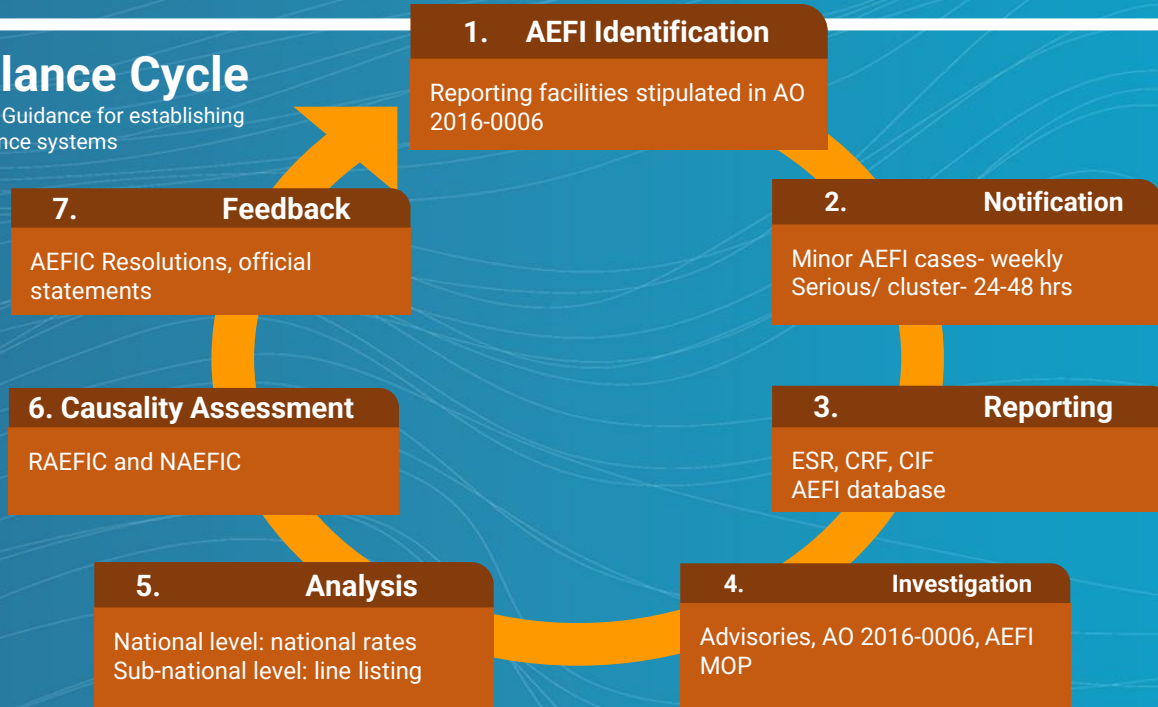 lance Cycle
Guidance for establishing
nce systems
1. AEFI Identification
Reporting facilities stipulated in AO
2016-0006
2. Notification
Minor AEFI cases- weekly
Serious/ cluster- 24-48 hrs
3. Reporting
ESR, CRF, CIF
AEFI database
4. Investigation
Advisories, AO 2016-0006, AEFI
MOP
5. Analysis
National level: national rates
Sub-national level: line listing
6. Causality Assessment
RAEFIC and NAEFIC
7. Feedback
AEFIC Resolutions, official
statements